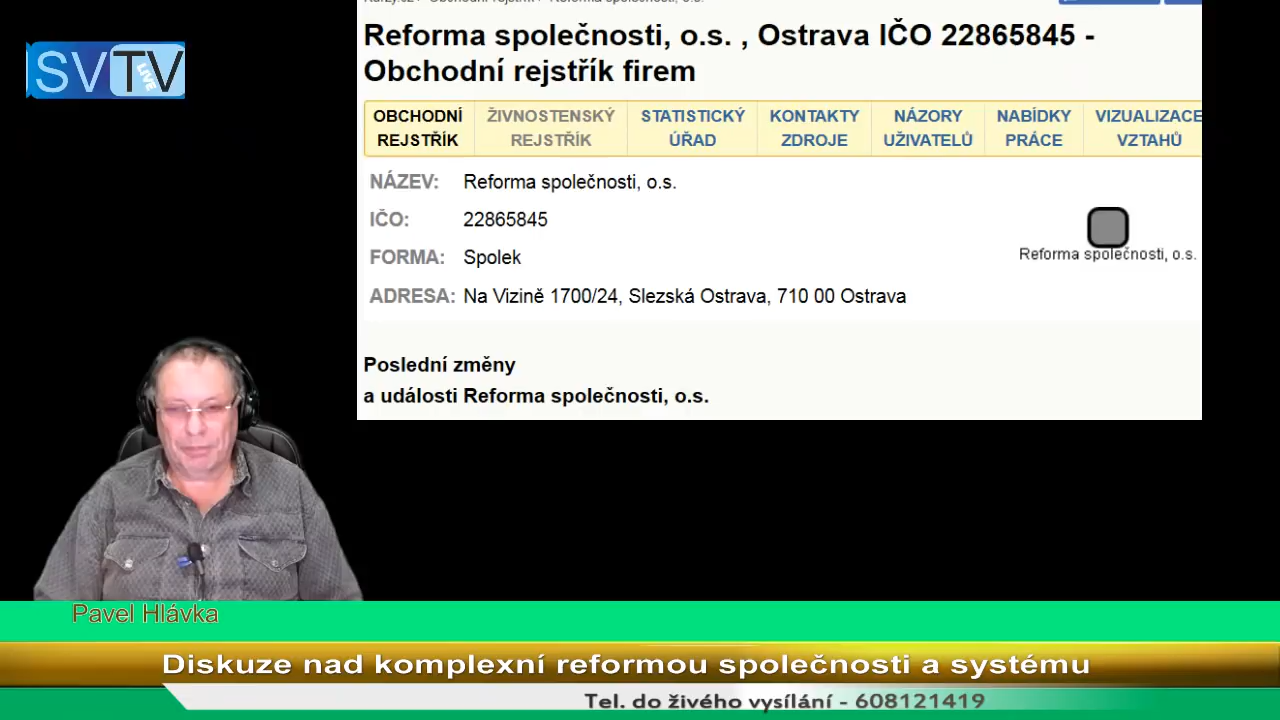 Reforma společnosti, o.s. , Ostrava IČO 22865845 -
Obchodní rejstřík firem
SVTV
LIVE
OBCHODNÍ REJSTŘÍK
ŽIVNOSTENSKÝ REJSTŘÍK
STATISTICKÝ ÚŘAD
KONTAKTY ZDROJE
NÁZORY UŽIVATELŮ
NABÍDKY PRÁCE
VIZUALIZACE VZTAHŮ
NÁZEV: Reforma společnosti, o.s.
IČO: 22865845
FORMA: Spolek
ADRESA: Na Vizině 1700/24, Slezská Ostrava, 710 00 Ostrava
Reforma společnosti, o.s.
Poslední změny
a události Reforma společnosti, o.s.
Pavel Hlávka
Diskuze nad komplexní reformou společnosti a systému
Tel. do živého vysílání - 608121419